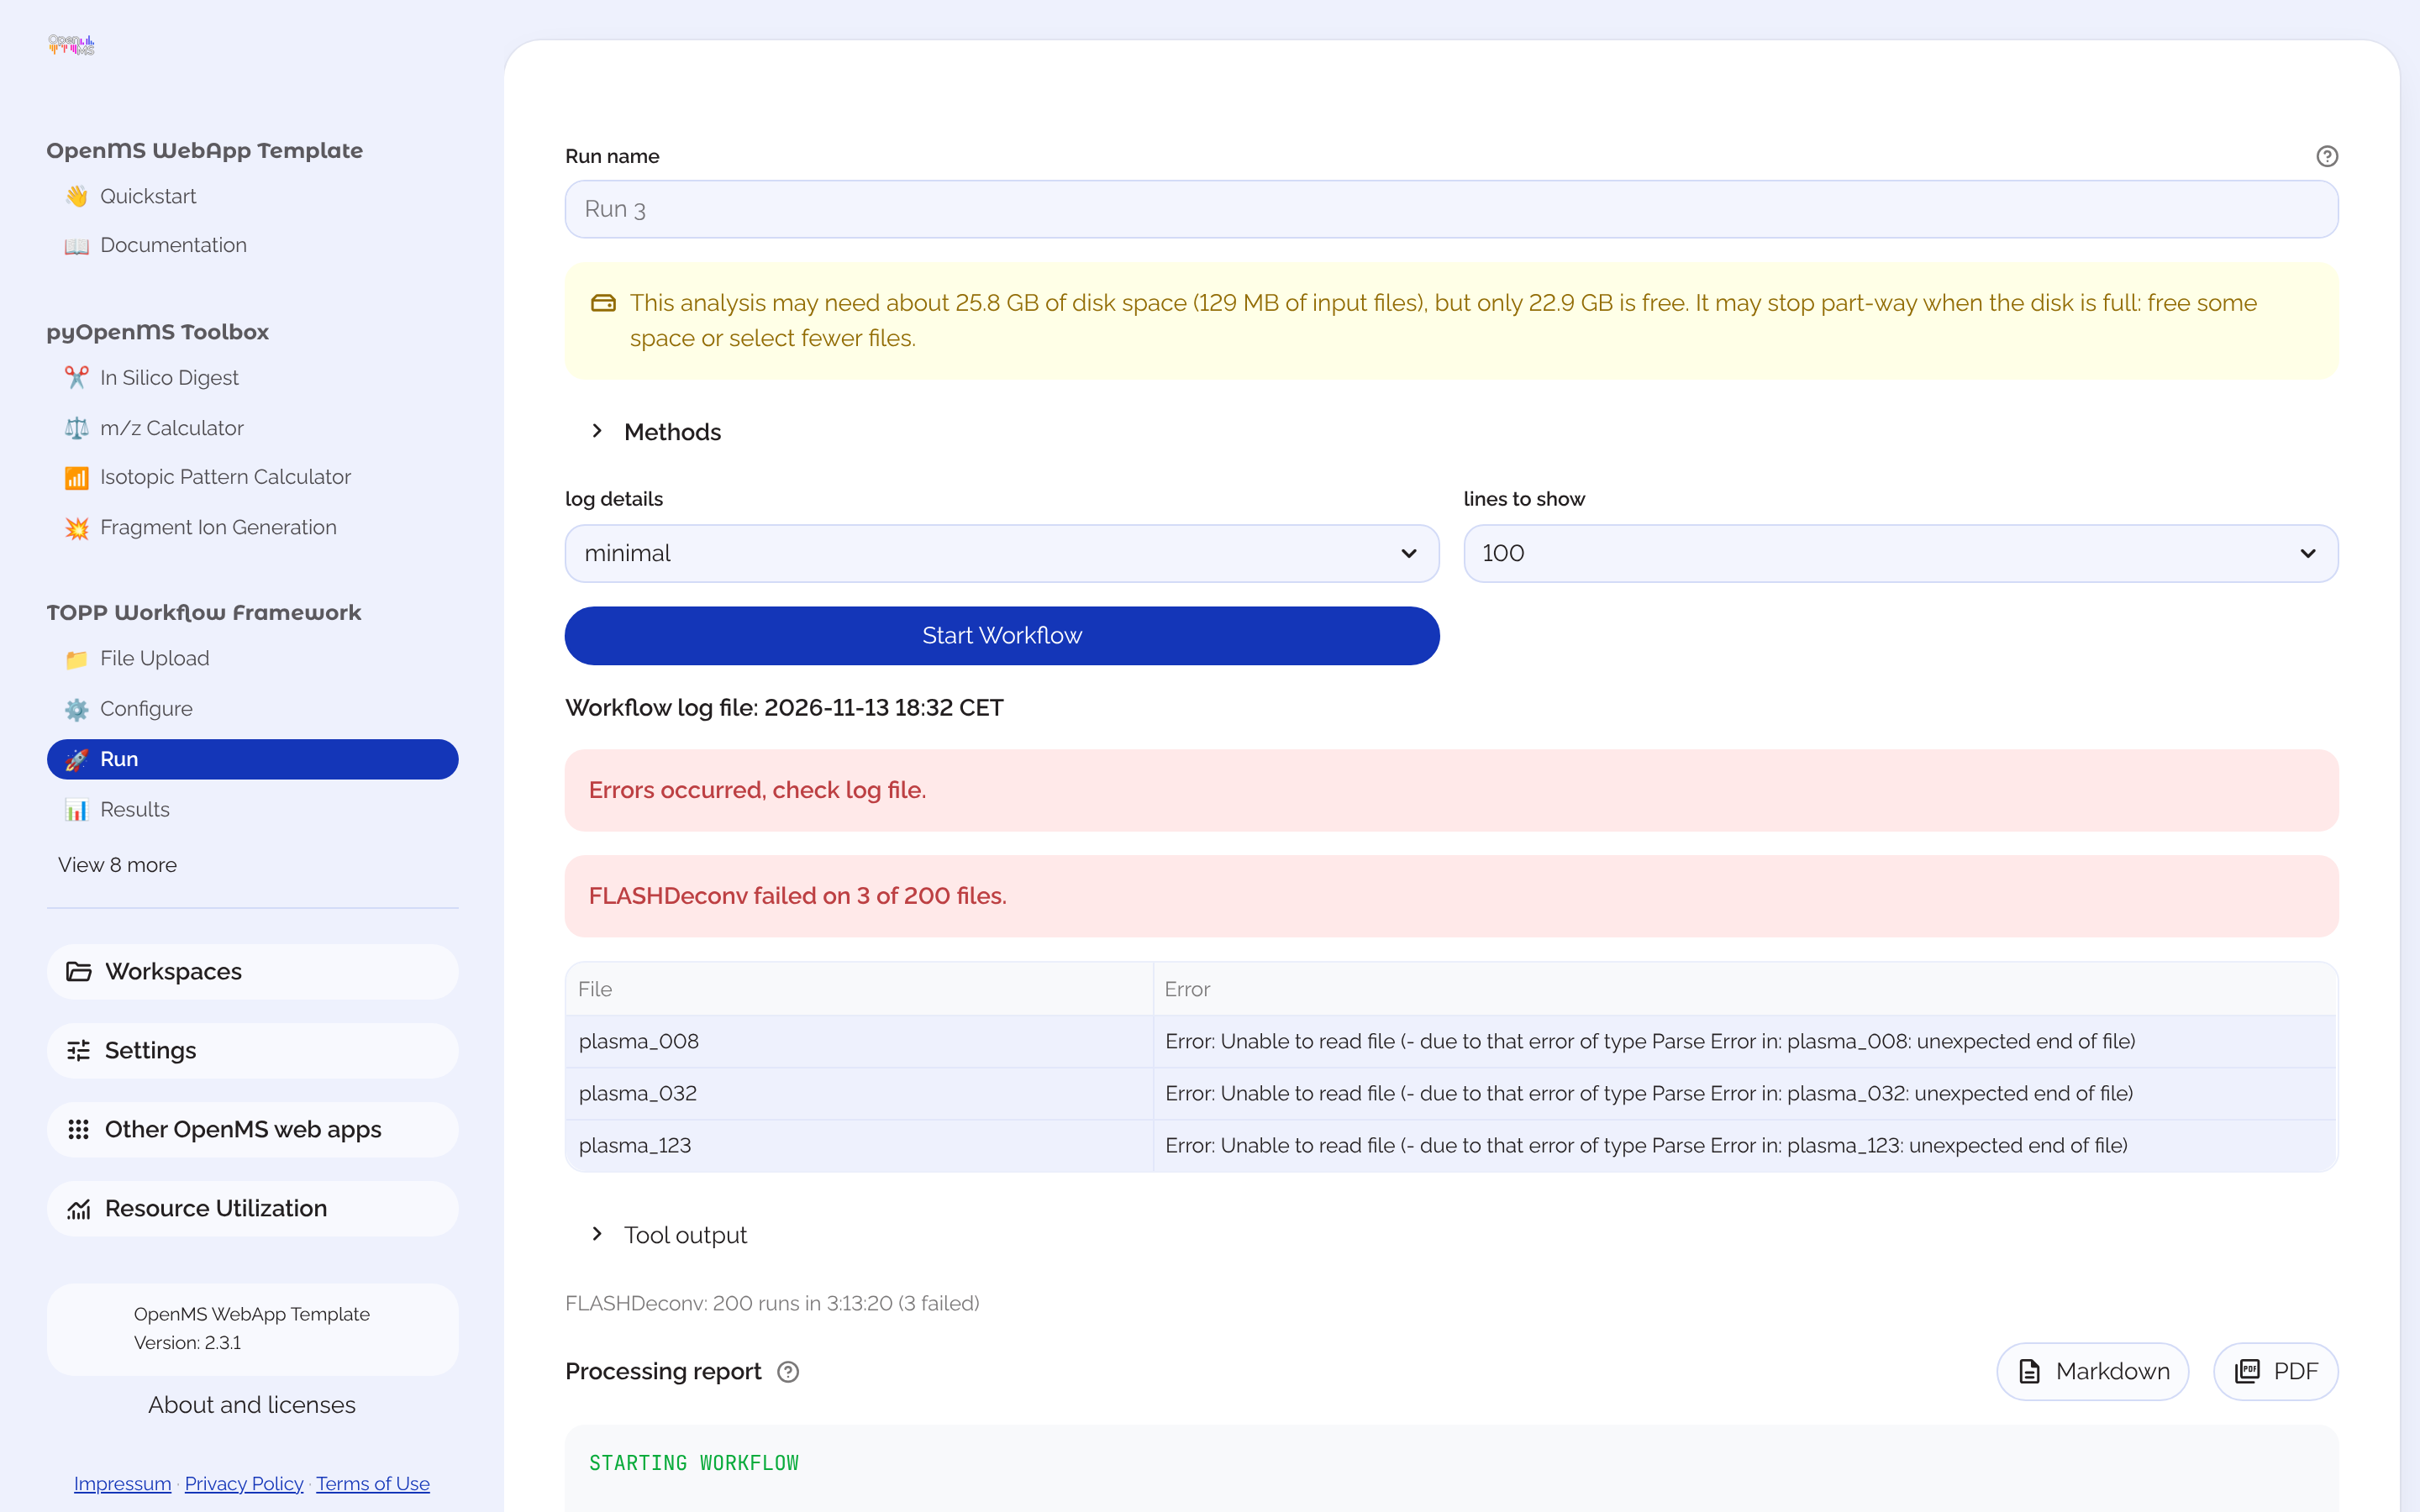 OpenMS
OpenMS WebApp Template
Quickstart
Documentation
pyOpenMS Toolbox
In Silico Digest
m/z Calculator
Isotopic Pattern Calculator
Fragment Ion Generation
TOPP Workflow Framework
File Upload
Configure
Run
Results
View 8 more
Workspaces
Settings
Other OpenMS web apps
Resource Utilization
OpenMS WebApp Template
Version: 2.3.1
About and licenses
Impressum · Privacy Policy · Terms of Use
Run name
Run 3
This analysis may need about 25.8 GB of disk space (129 MB of input files), but only 22.9 GB is free. It may stop part-way when the disk is full: free some
space or select fewer files.
Methods
log details
lines to show
minimal
100
Start Workflow
Workflow log file: 2026-11-13 18:32 CET
Errors occurred, check log file.
FLASHDeconv failed on 3 of 200 files.
File
Error
plasma_008
Error: Unable to read file (- due to that error of type Parse Error in: plasma_008: unexpected end of file)
plasma_032
Error: Unable to read file (- due to that error of type Parse Error in: plasma_032: unexpected end of file)
plasma_123
Error: Unable to read file (- due to that error of type Parse Error in: plasma_123: unexpected end of file)
Tool output
FLASHDeconv: 200 runs in 3:13:20 (3 failed)
Processing report
Markdown
PDF
STARTING WORKFLOW